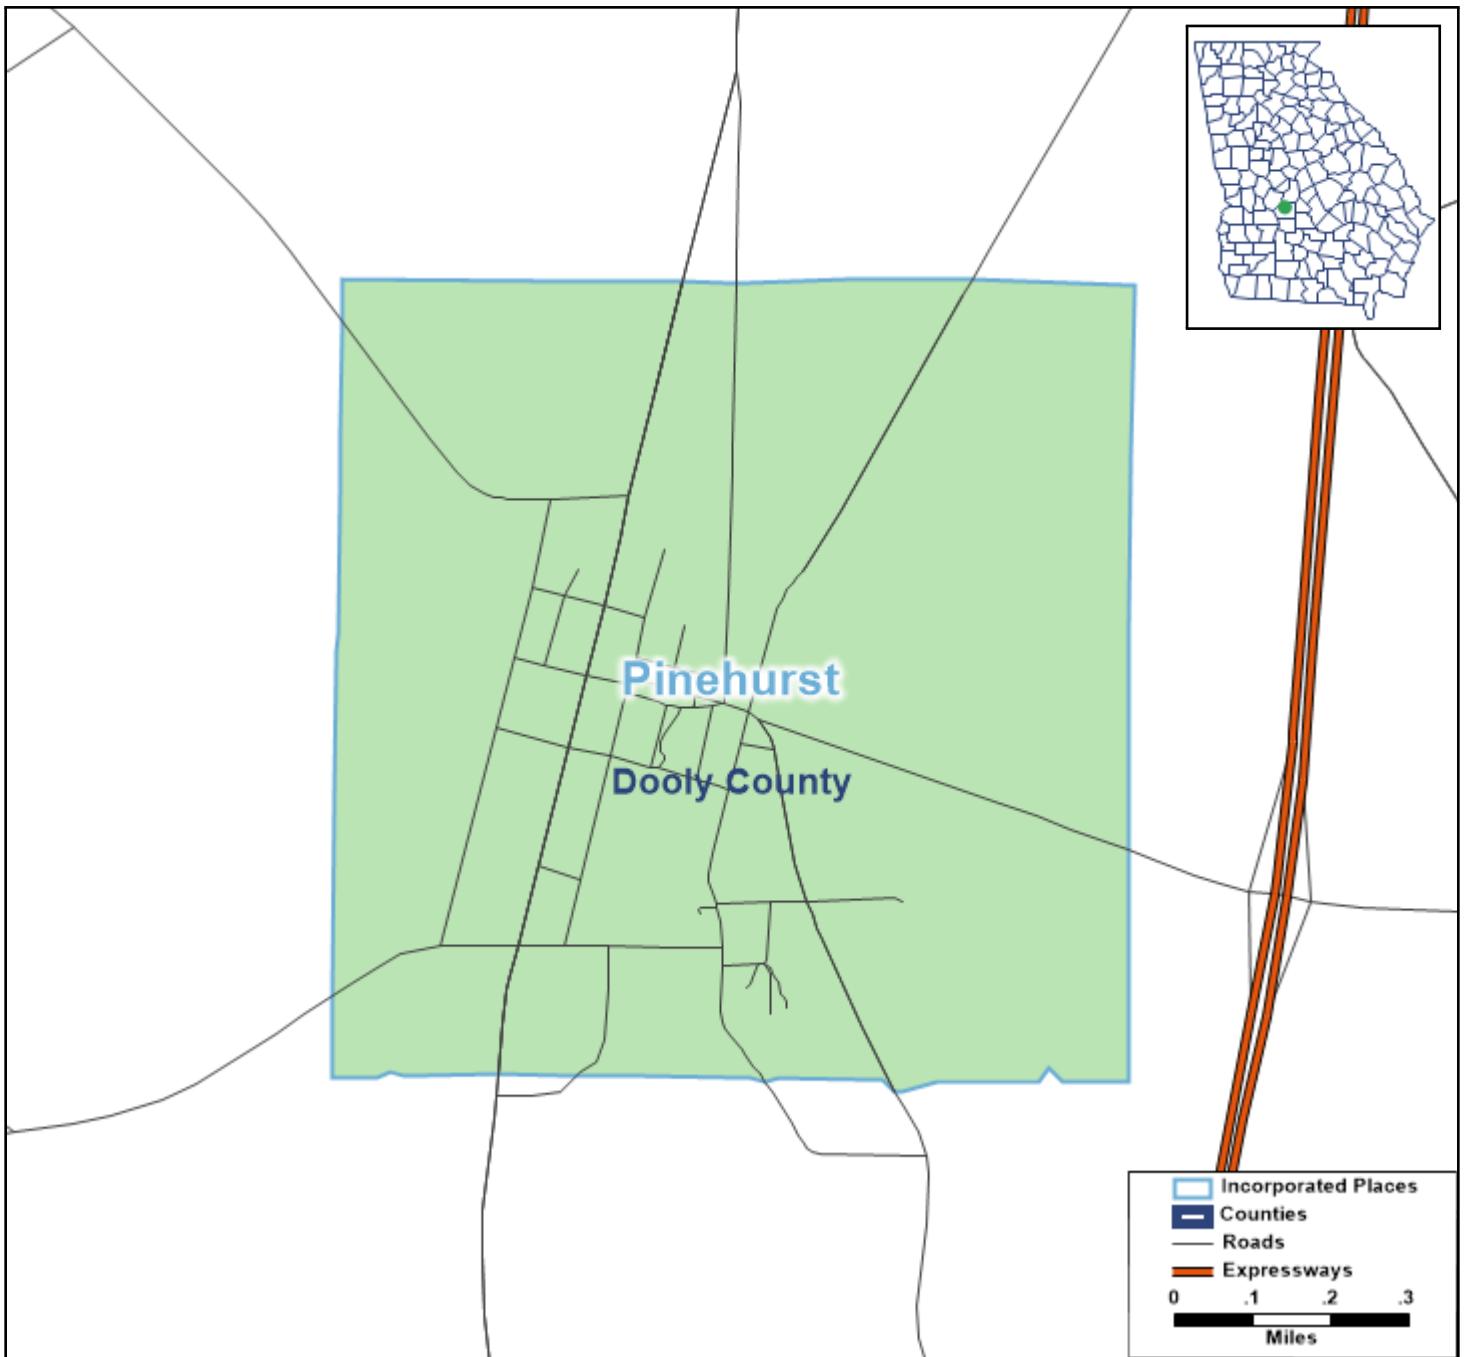 Pinehurst
Dooly County
Incorporated Places
Counties
Roads
Expressways
0 .1 .2 .3
Miles